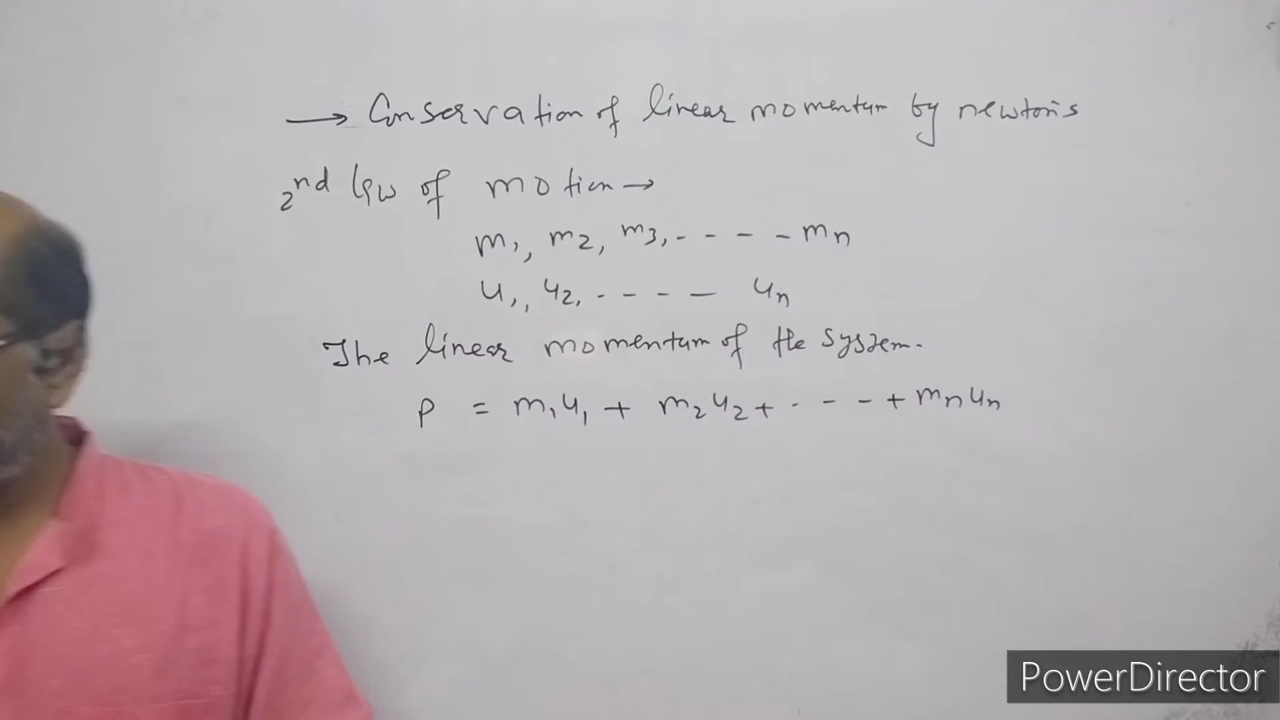 → Conservation of linear momentum by newton's
2nd law of motion →
m1, m2, m3, - - - - mn
u1, u2, - - - - un
The linear momentum of the system.
P = m1u1 + m2u2 + - - - + mnun
PowerDirector